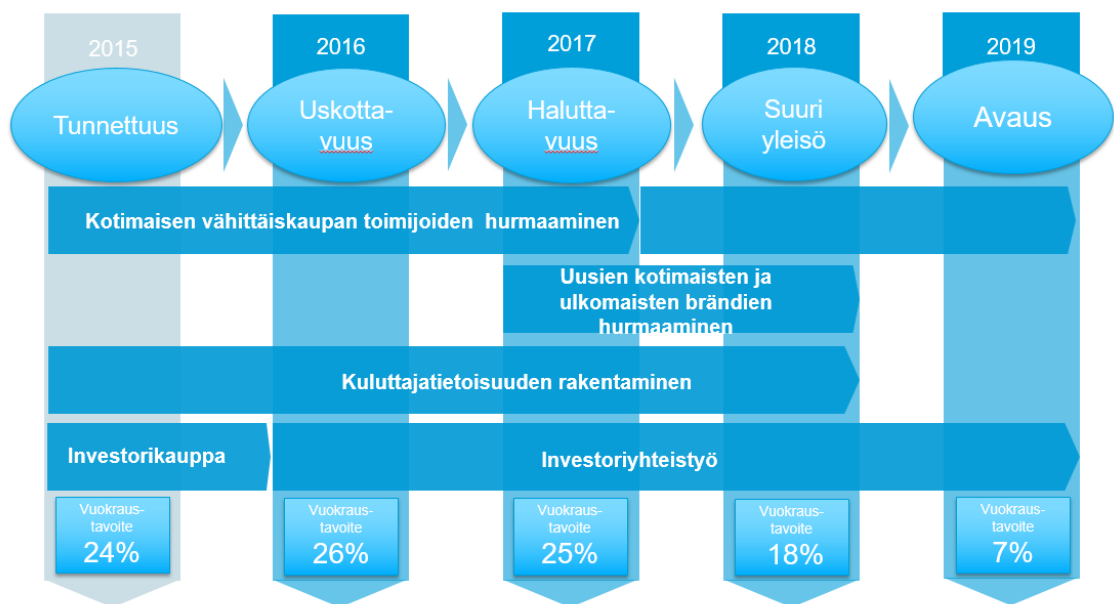 2015
2016
2017
2018
2019
Tunnettuus
Uskotta-
vuus
Halutta-
vuus
Suuri
yleisö
Avaus
Kotimaisen vähittäiskaupan toimijoiden hurmaaminen
Uusien kotimaisten ja
ulkomaisten brändien
hurmaaminen
Kuluttajatietoisuuden rakentaminen
Investorikauppa
Investoriyhteistyö
Vuokraus-
tavoite
24%
Vuokraus-
tavoite
26%
Vuokraus-
tavoite
25%
Vuokraus-
tavoite
18%
Vuokraus-
tavoite
7%